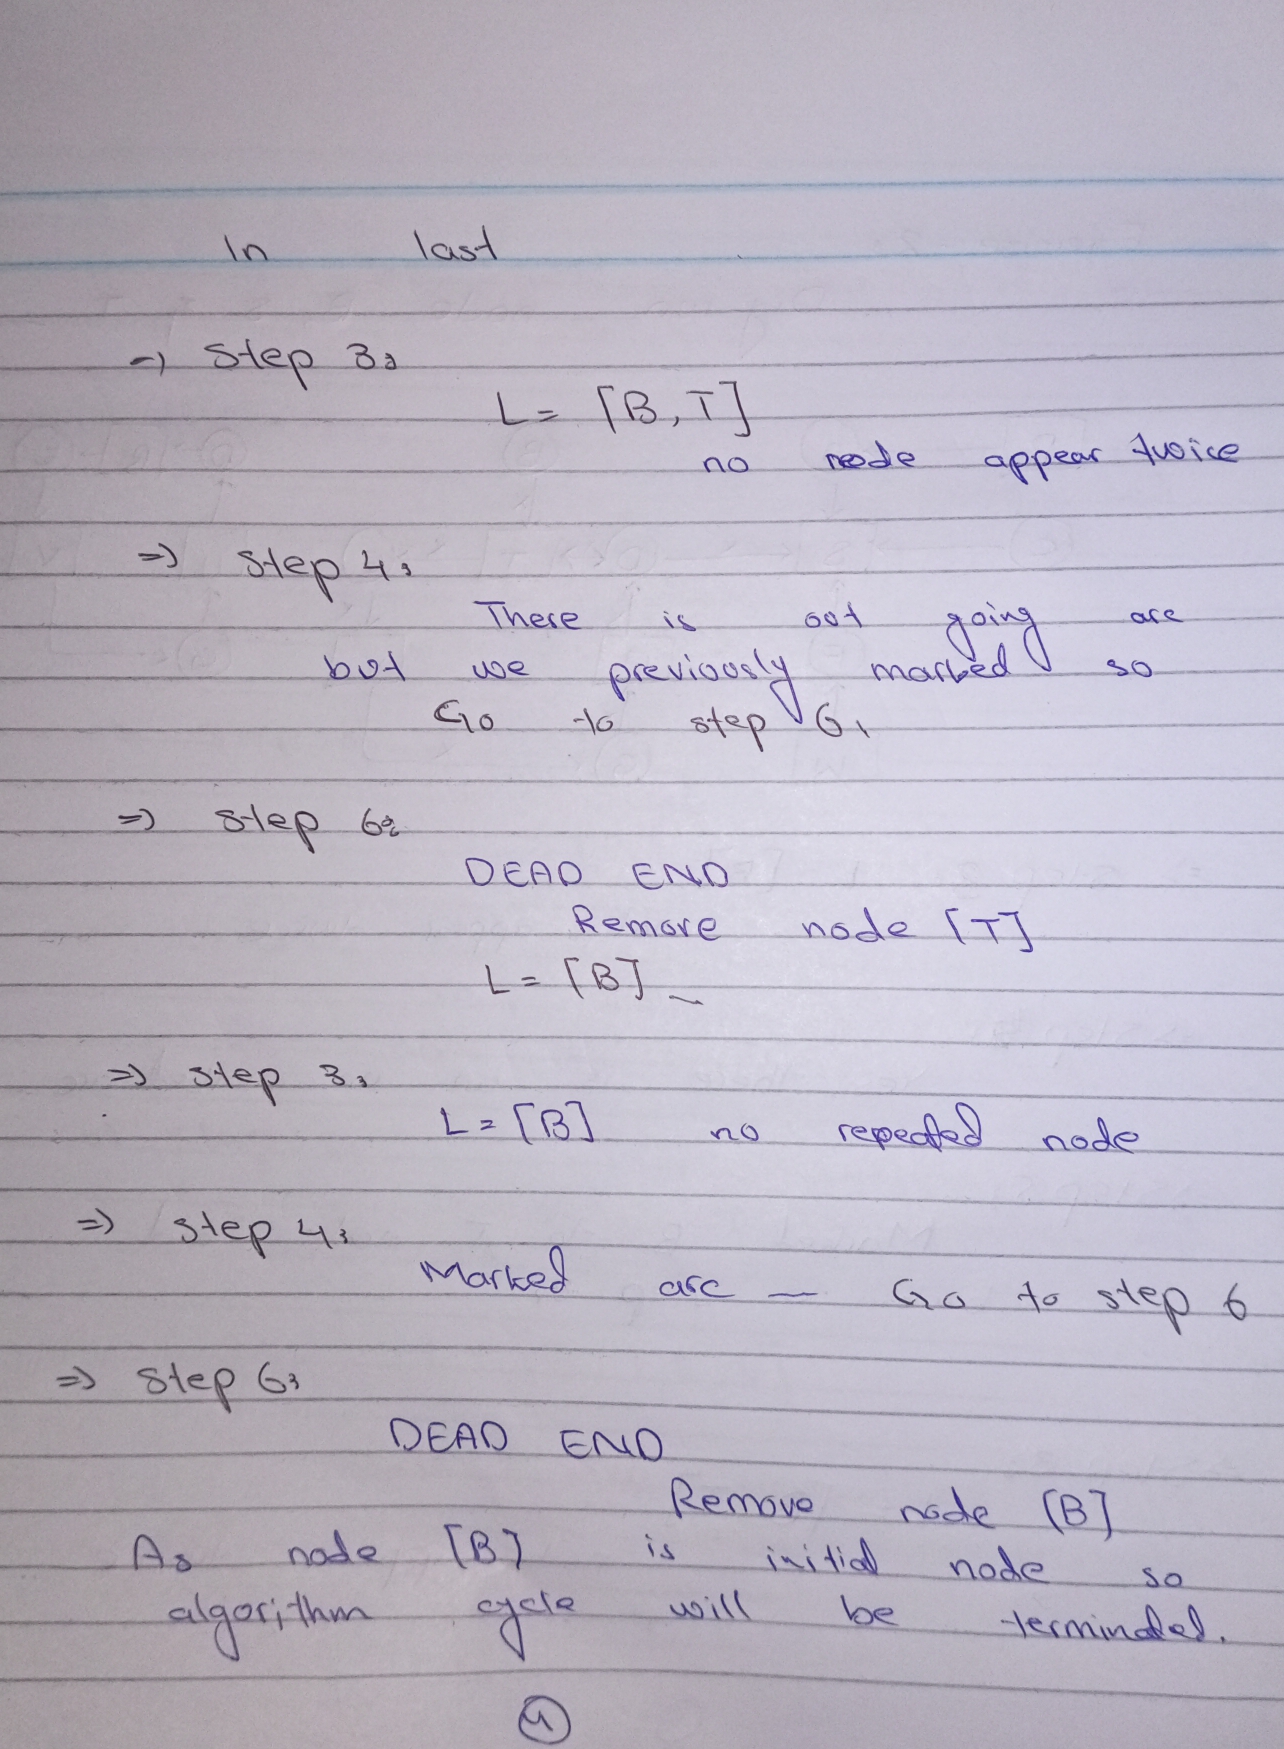 In last
=> Step 3:
L = [B, T]
no node appear twice
=> Step 4:
There is out going arc
but we previously marked so
Go to step 6.
=> Step 6:
DEAD END
Remove node [T]
L = [B]
=> Step 3:
L = [B] no repeated node
=> Step 4:
Marked arc — Go to step 6
=> Step 6:
DEAD END
Remove node [B]
As node [B] is initial node so
algorithm cycle will be terminated.
4